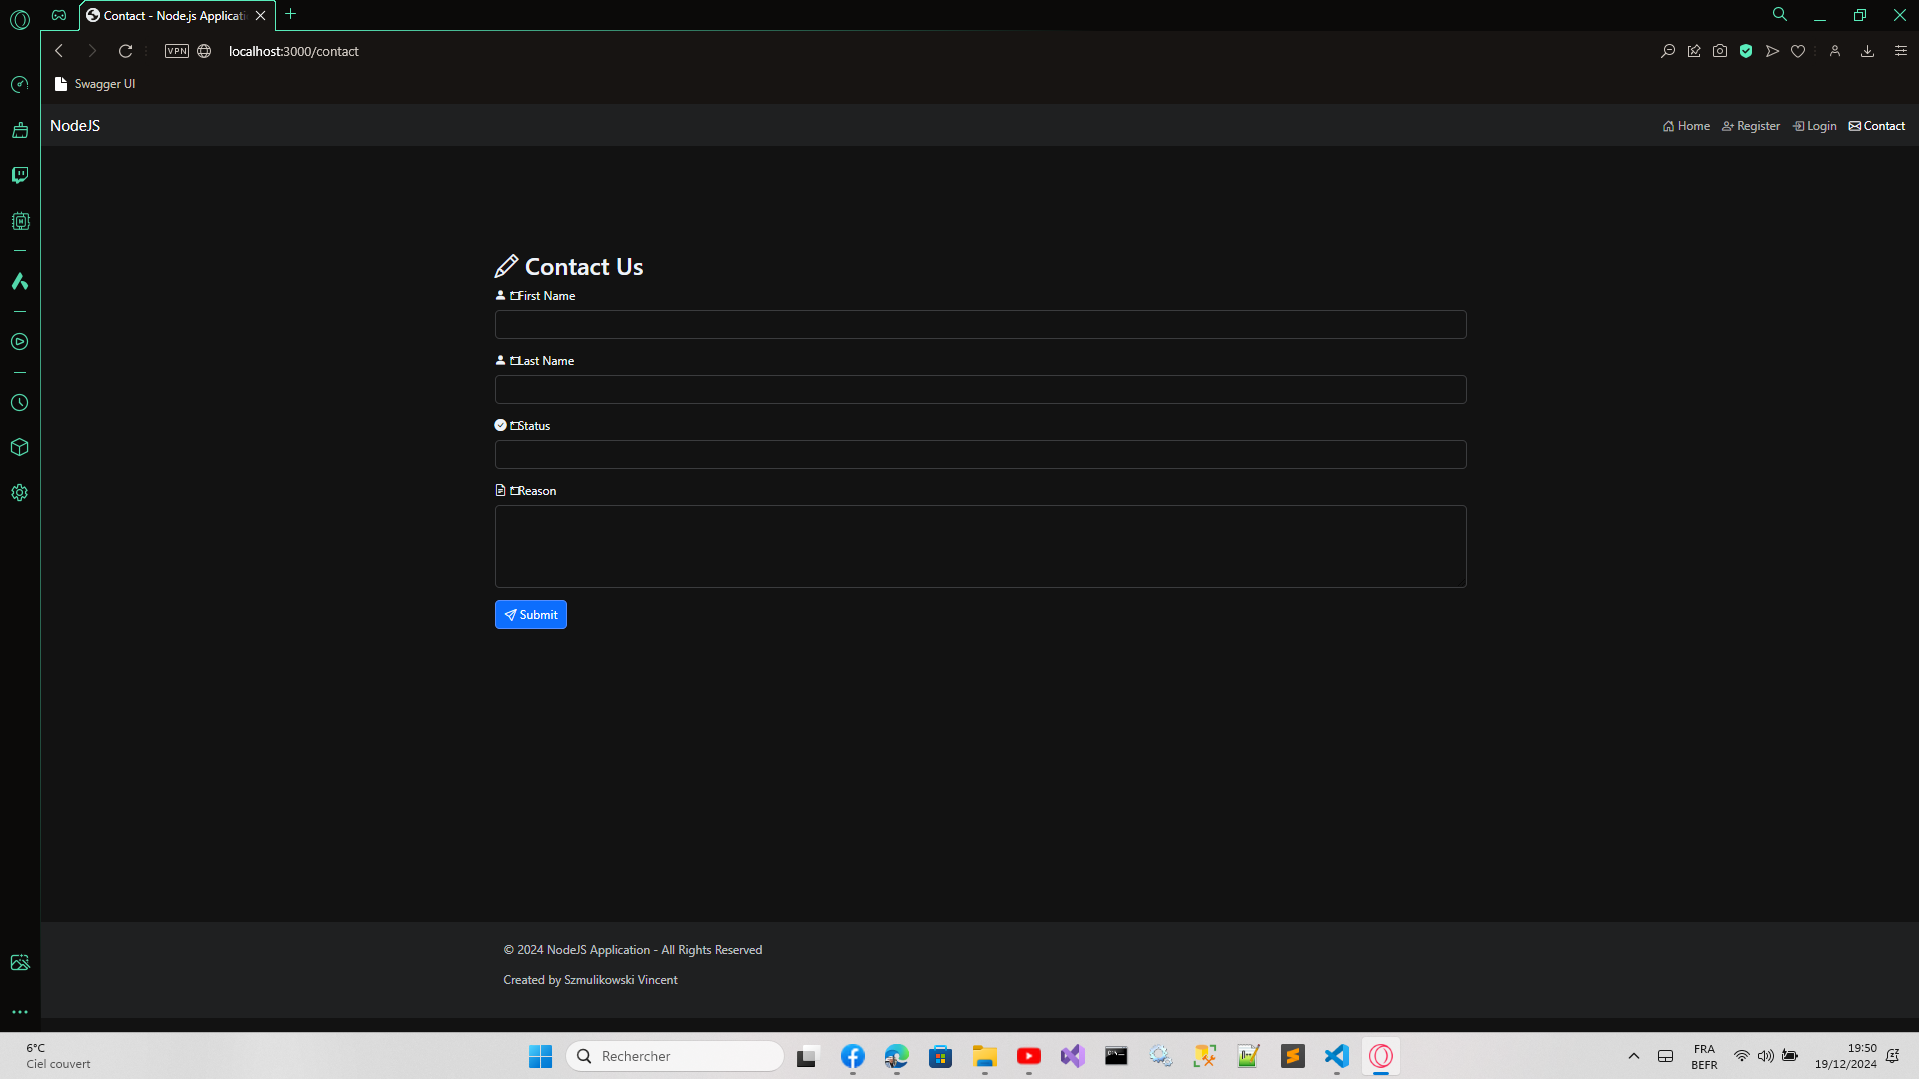 Contact - Node.js Applicati
VPN
localhost:3000/contact
Swagger UI
NodeJS
Home Register Login Contact
Contact Us
First Name
Last Name
Status
Reason
Submit
© 2024 NodeJS Application - All Rights Reserved
Created by Szmulikowski Vincent
6°C
Ciel couvert
Rechercher
FRA
BEFR
19:50
19/12/2024